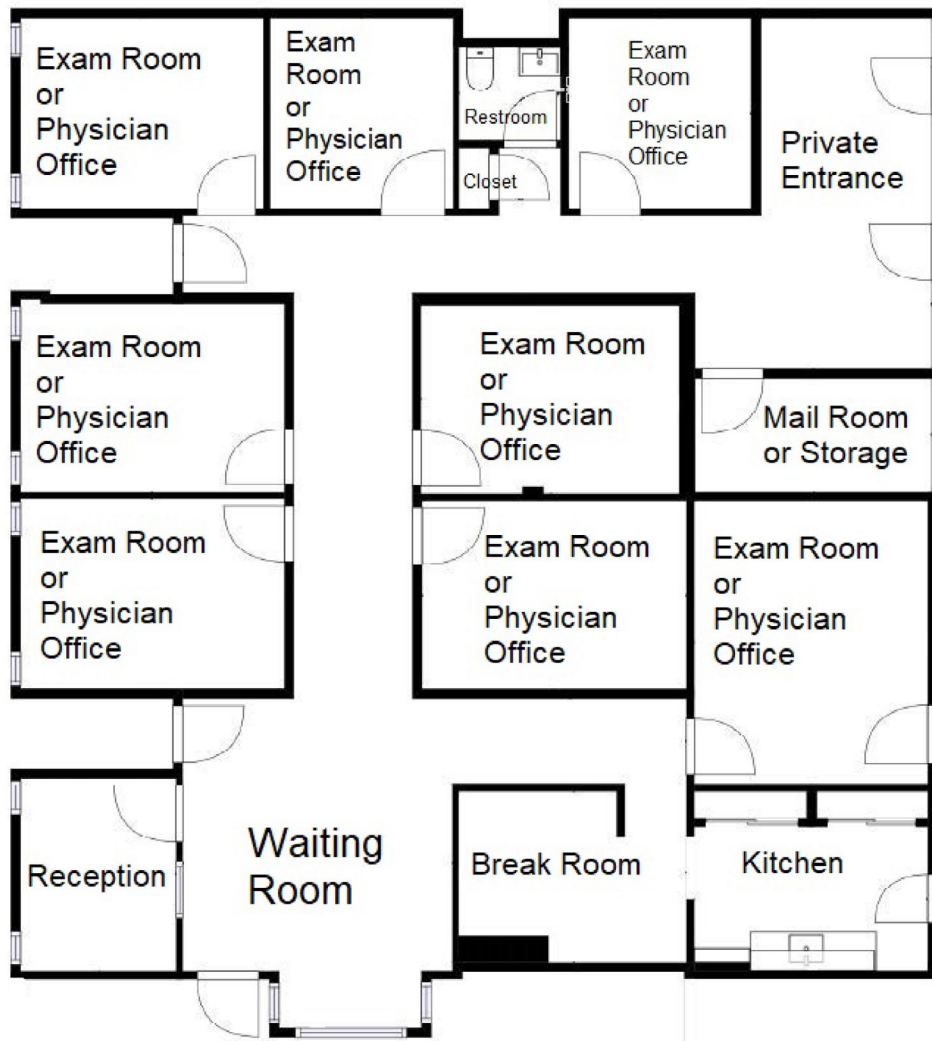 Exam Room
or
Physician
Office
Exam
Room
or
Physician
Office
Restroom
Closet
Exam
Room
or
Physician
Office
Private
Entrance
Exam Room
or
Physician
Office
Exam Room
or
Physician
Office
Mail Room
or Storage
Exam Room
or
Physician
Office
Exam Room
or
Physician
Office
Exam Room
or
Physician
Office
Reception
Waiting
Room
Break Room
Kitchen